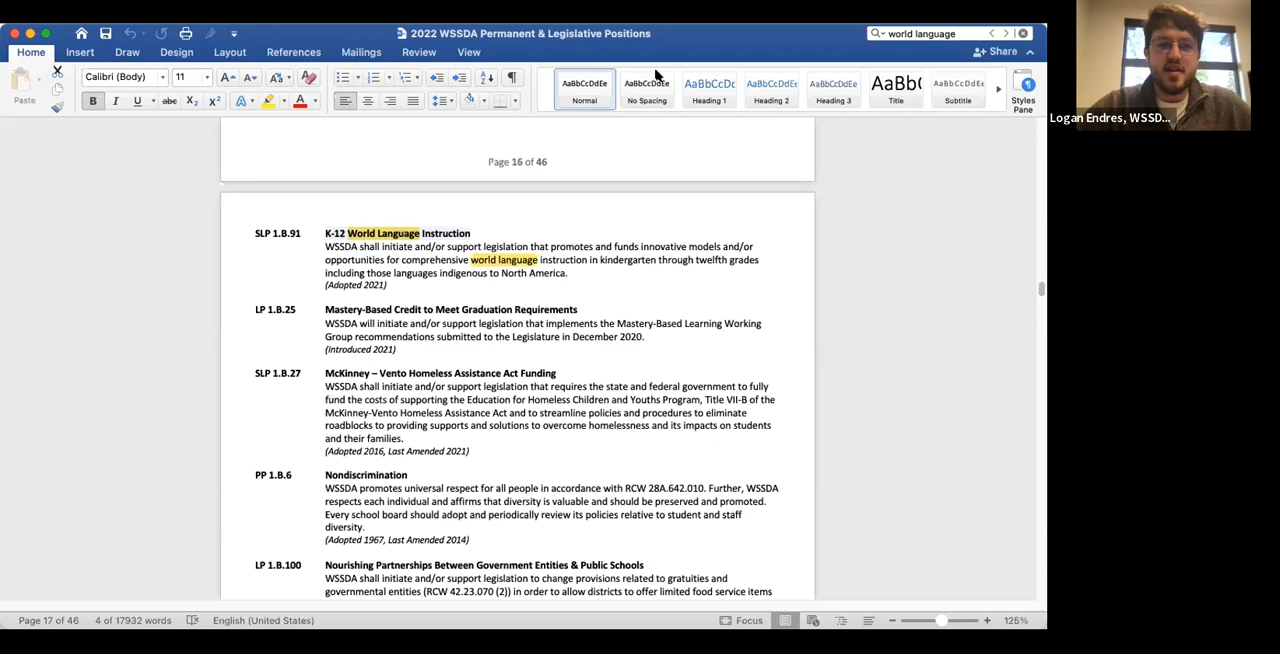 2022 WSSDA Permanent & Legislative Positions
world language
Home Insert Draw Design Layout References Mailings Review View
Share
Paste
Calibri (Body) 11
AaBbCcDdEe AaBbCcDdEe AaBbCcDc AaBbCcDdEe AaBbCcDdEe AaBb( AaBbCcDdEe
Normal No Spacing Heading 1 Heading 2 Heading 3 Title Subtitle
Styles
Pane
Logan Endres, WSSD...
Page 16 of 46
SLP 1.B.91 K-12 World Language Instruction
WSSDA shall initiate and/or support legislation that promotes and funds innovative models and/or
opportunities for comprehensive world language instruction in kindergarten through twelfth grades
including those languages indigenous to North America.
(Adopted 2021)
LP 1.B.25 Mastery-Based Credit to Meet Graduation Requirements
WSSDA will initiate and/or support legislation that implements the Mastery-Based Learning Working
Group recommendations submitted to the Legislature in December 2020.
(Introduced 2021)
SLP 1.B.27 McKinney – Vento Homeless Assistance Act Funding
WSSDA shall initiate and/or support legislation that requires the state and federal government to fully
fund the costs of supporting the Education for Homeless Children and Youths Program, Title VII-B of the
McKinney-Vento Homeless Assistance Act and to streamline policies and procedures to eliminate
roadblocks to providing supports and solutions to overcome homelessness and its impacts on students
and their families.
(Adopted 2016, Last Amended 2021)
PP 1.B.6 Nondiscrimination
WSSDA promotes universal respect for all people in accordance with RCW 28A.642.010. Further, WSSDA
respects each individual and affirms that diversity is valuable and should be preserved and promoted.
Every school board should adopt and periodically review its policies relative to student and staff
diversity.
(Adopted 1967, Last Amended 2014)
LP 1.B.100 Nourishing Partnerships Between Government Entities & Public Schools
WSSDA shall initiate and/or support legislation to change provisions related to gratuities and
governmental entities (RCW 42.23.070 (2)) in order to allow districts to offer limited food service items
Page 17 of 46 4 of 17932 words English (United States) Focus 125%